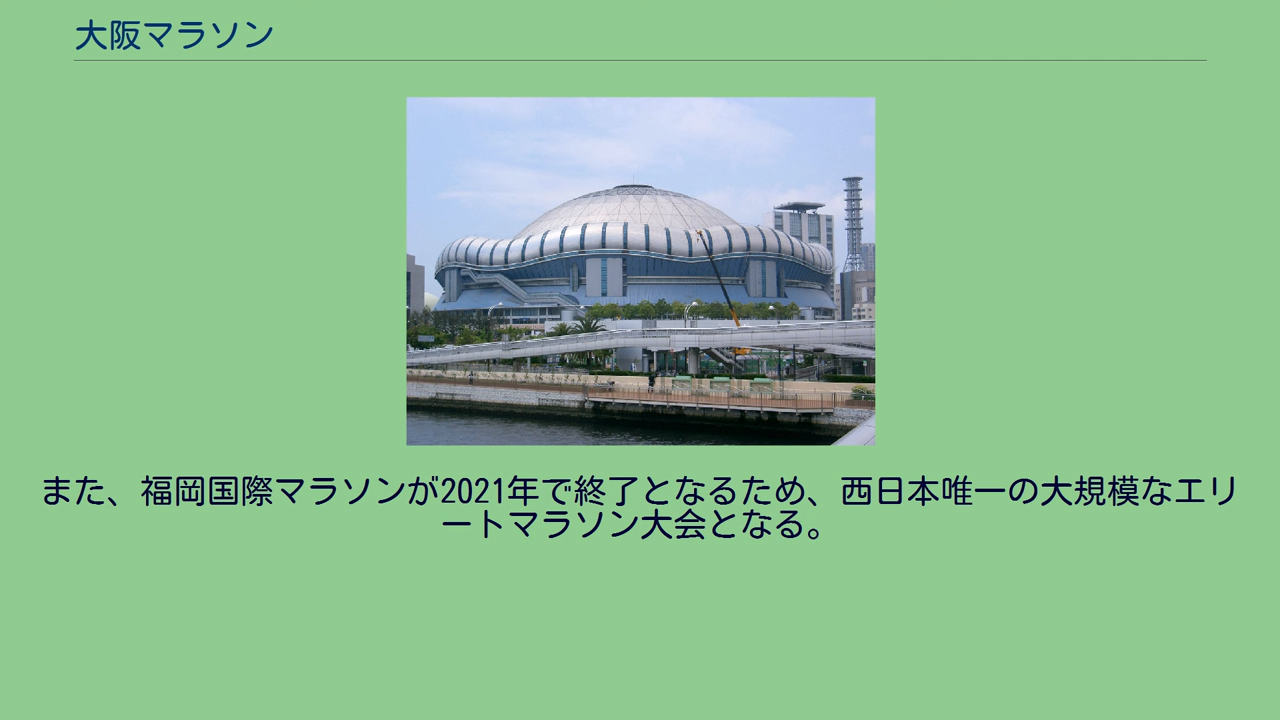 大阪マラソン
また、福岡国際マラソンが2021年で終了となるため、西日本唯一の大規模なエリ
ートマラソン大会となる。